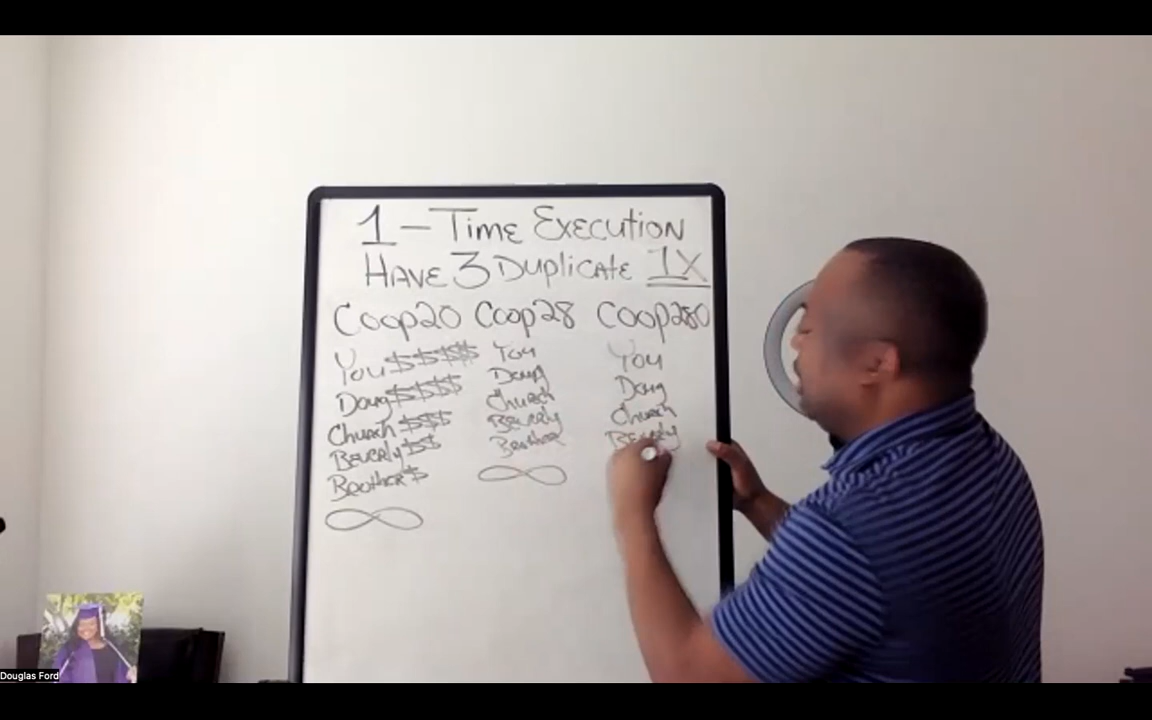 1 - Time Execution
Have 3 Duplicate 1X
Coop20 Coop28 Coop280
You $$$$$ You You
Doug $$$$ Doug Doug
Church $$$ Church Church
Beverly $$ Beverly Beverly
Brother $ Brother
∞ ∞
Douglas Ford